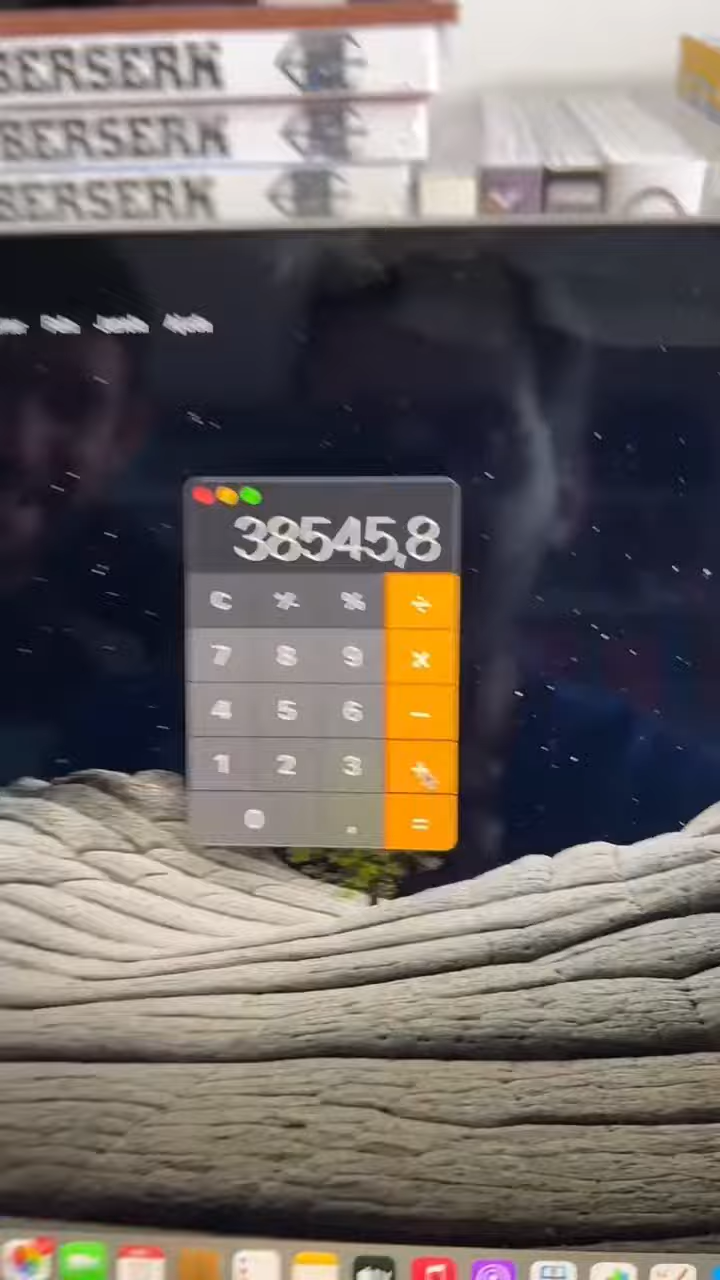 BERSERK
BERSERK
BERSERK
38545,8
C % ÷
7 8 9 ×
4 5 6 −
1 2 3 +
0 . =